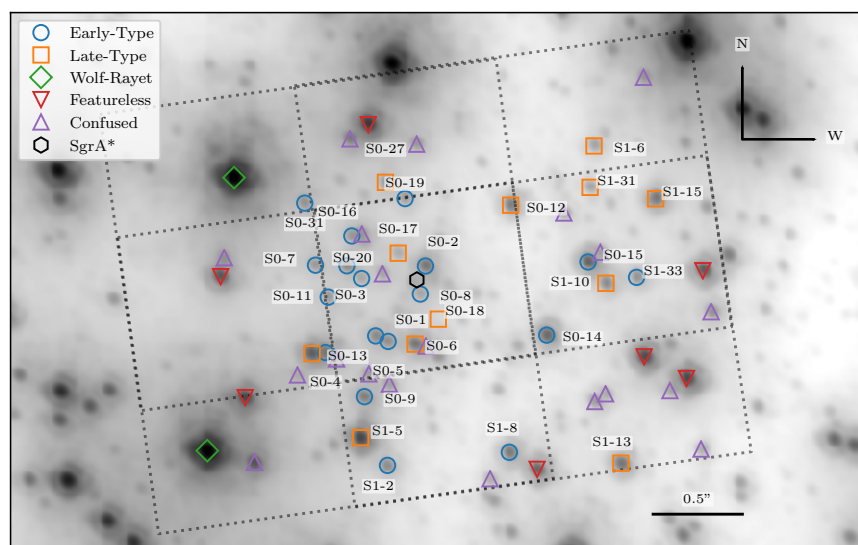 Early-Type
Late-Type
Wolf-Rayet
Featureless
Confused
SgrA*
N
W
S0-27
S1-6
S0-19
S1-31
S1-15
S0-16
S0-12
S0-31
S0-17
S0-2
S0-15
S0-7
S0-20
S1-33
S1-10
S0-11
S0-3
S0-8
S0-18
S0-1
S0-14
S0-6
S0-13
S0-5
S0-4
S0-9
S1-5
S1-8
S1-13
S1-2
0.5"